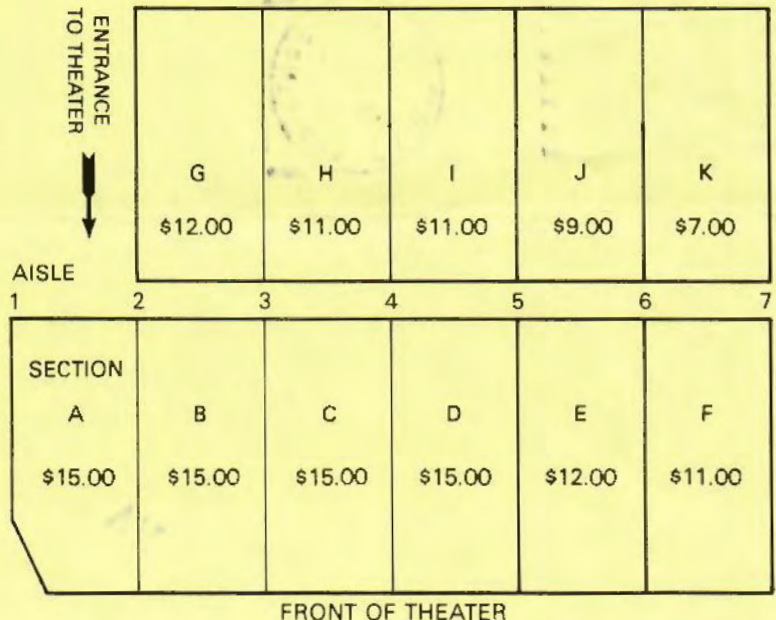 ENTRANCE
TO THEATER
G H I J K
$12.00 $11.00 $11.00 $9.00 $7.00
AISLE
1 2 3 4 5 6 7
SECTION
A B C D E F
$15.00 $15.00 $15.00 $15.00 $12.00 $11.00
FRONT OF THEATER